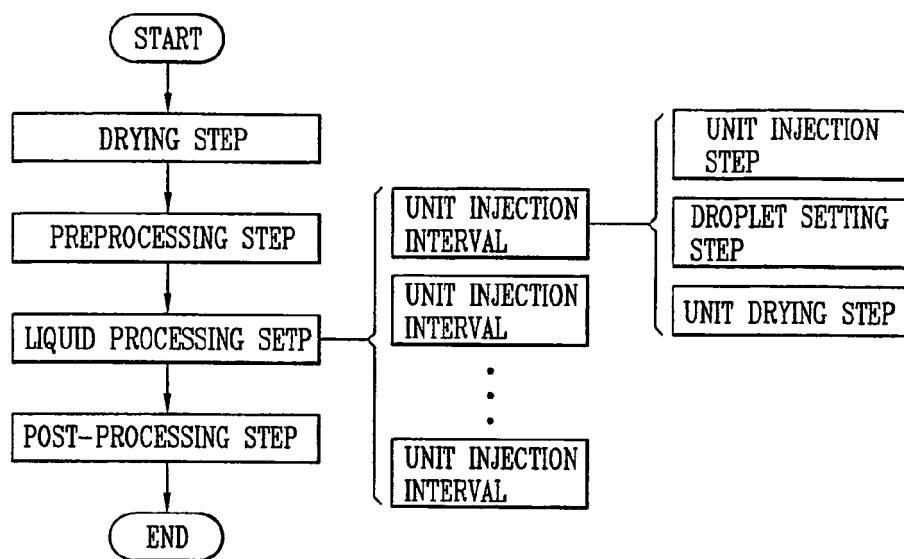 START
DRYING STEP
PREPROCESSING STEP
LIQUID PROCESSING SETP
POST-PROCESSING STEP
END
UNIT INJECTION
INTERVAL
UNIT INJECTION
INTERVAL
UNIT INJECTION
INTERVAL
UNIT INJECTION
STEP
DROPLET SETTING
STEP
UNIT DRYING STEP